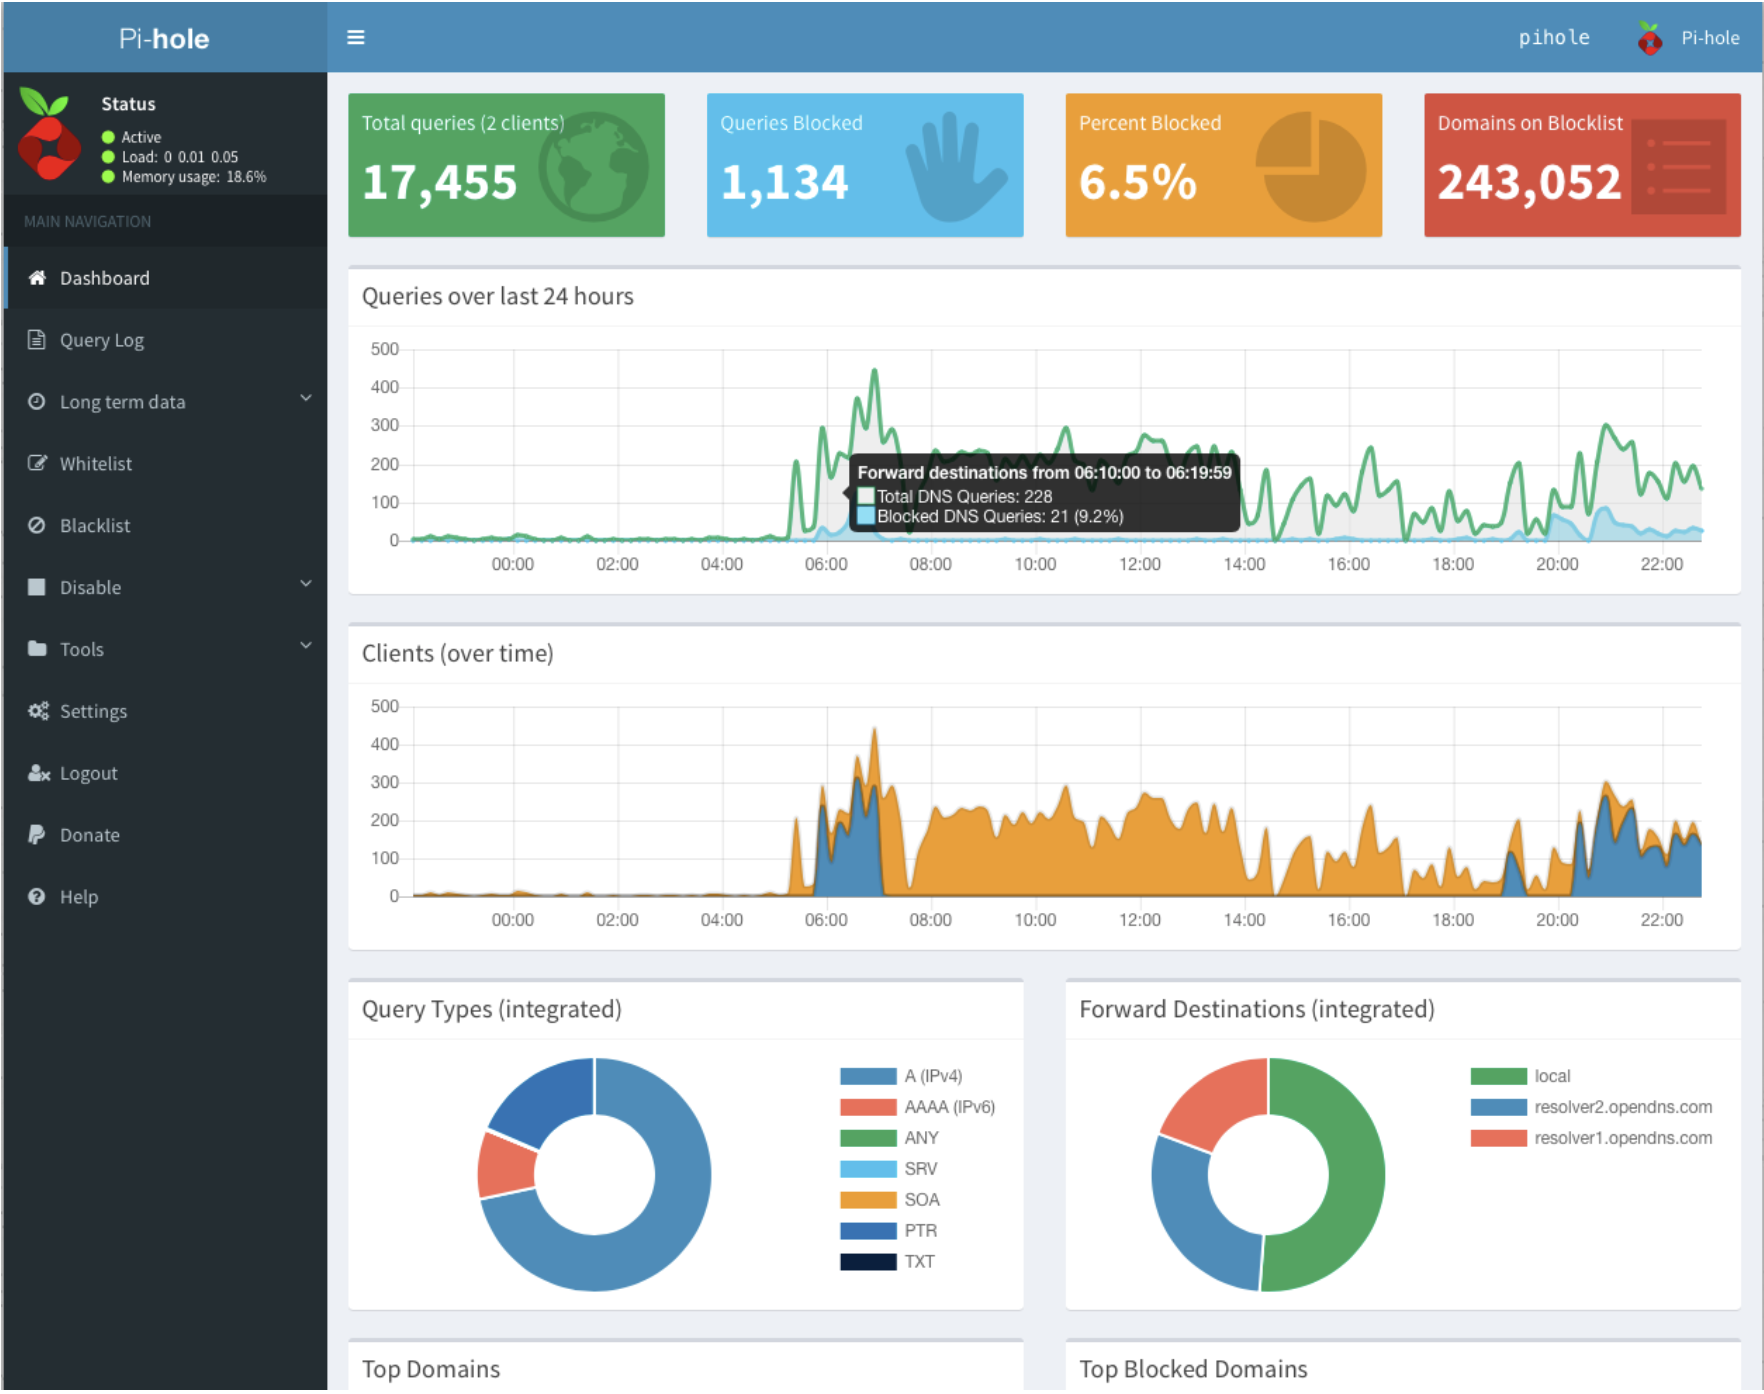 Pi-hole
pihole
Pi-hole
Status
Active
Load: 0 0.01 0.05
Memory usage: 18.6%
MAIN NAVIGATION
Dashboard
Query Log
Long term data
Whitelist
Blacklist
Disable
Tools
Settings
Logout
Donate
Help
Total queries (2 clients)
17,455
Queries Blocked
1,134
Percent Blocked
6.5%
Domains on Blocklist
243,052
Queries over last 24 hours
500
400
300
200
100
0
Forward destinations from 06:10:00 to 06:19:59
Total DNS Queries: 228
Blocked DNS Queries: 21 (9.2%)
00:00 02:00 04:00 06:00 08:00 10:00 12:00 14:00 16:00 18:00 20:00 22:00
Clients (over time)
500
400
300
200
100
0
00:00 02:00 04:00 06:00 08:00 10:00 12:00 14:00 16:00 18:00 20:00 22:00
Query Types (integrated)
A (IPv4)
AAAA (IPv6)
ANY
SRV
SOA
PTR
TXT
Forward Destinations (integrated)
local
resolver2.opendns.com
resolver1.opendns.com
Top Domains
Top Blocked Domains